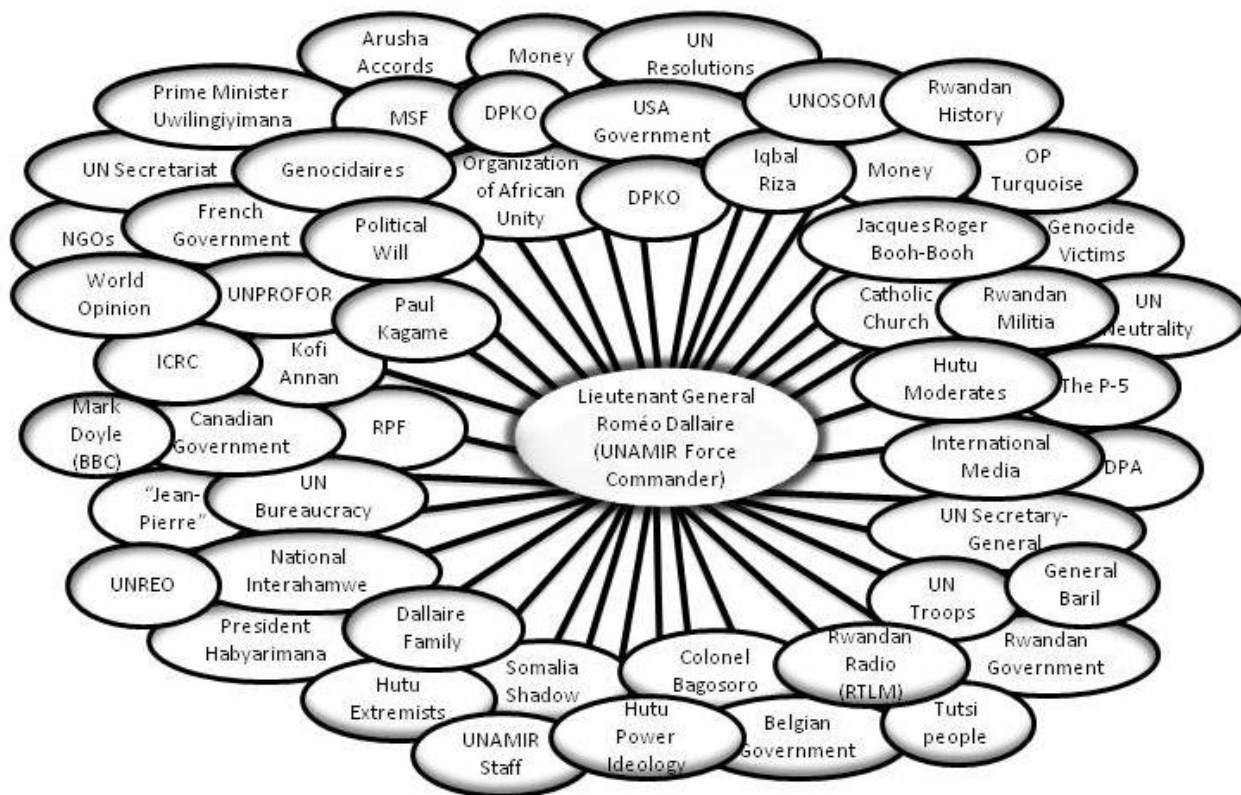 Arusha
Accords
Money
UN
Resolutions
Prime Minister
Uwilingiyimana
MSF
DPKO
USA
Government
UNOSOM
Rwandan
History
UN Secretariat
Genocidaires
Organization
of African
Unity
DPKO
Iqbal
Riza
Money
OP
Turquoise
NGOs
French
Government
Political
Will
Jacques Roger
Booh-Booh
Genocide
Victims
World
Opinion
UNPROFOR
Paul
Kagame
Catholic
Church
Rwandan
Militia
UN
Neutrality
ICRC
Kofi
Annan
Hutu
Moderates
The P-5
Mark
Doyle
(BBC)
Canadian
Government
RPF
Lieutenant General
Roméo Dallaire
(UNAMIR Force
Commander)
International
Media
DPA
"Jean-
Pierre"
UN
Bureaucracy
UN Secretary-
General
UNREO
National
Interahamwe
UN
Troops
General
Baril
President
Habyarimana
Dallaire
Family
Somalia
Shadow
Colonel
Bagosoro
Rwandan
Radio
(RTLM)
Rwandan
Government
Hutu
Extremists
UNAMIR
Staff
Hutu
Power
Ideology
Belgian
Government
Tutsi
people